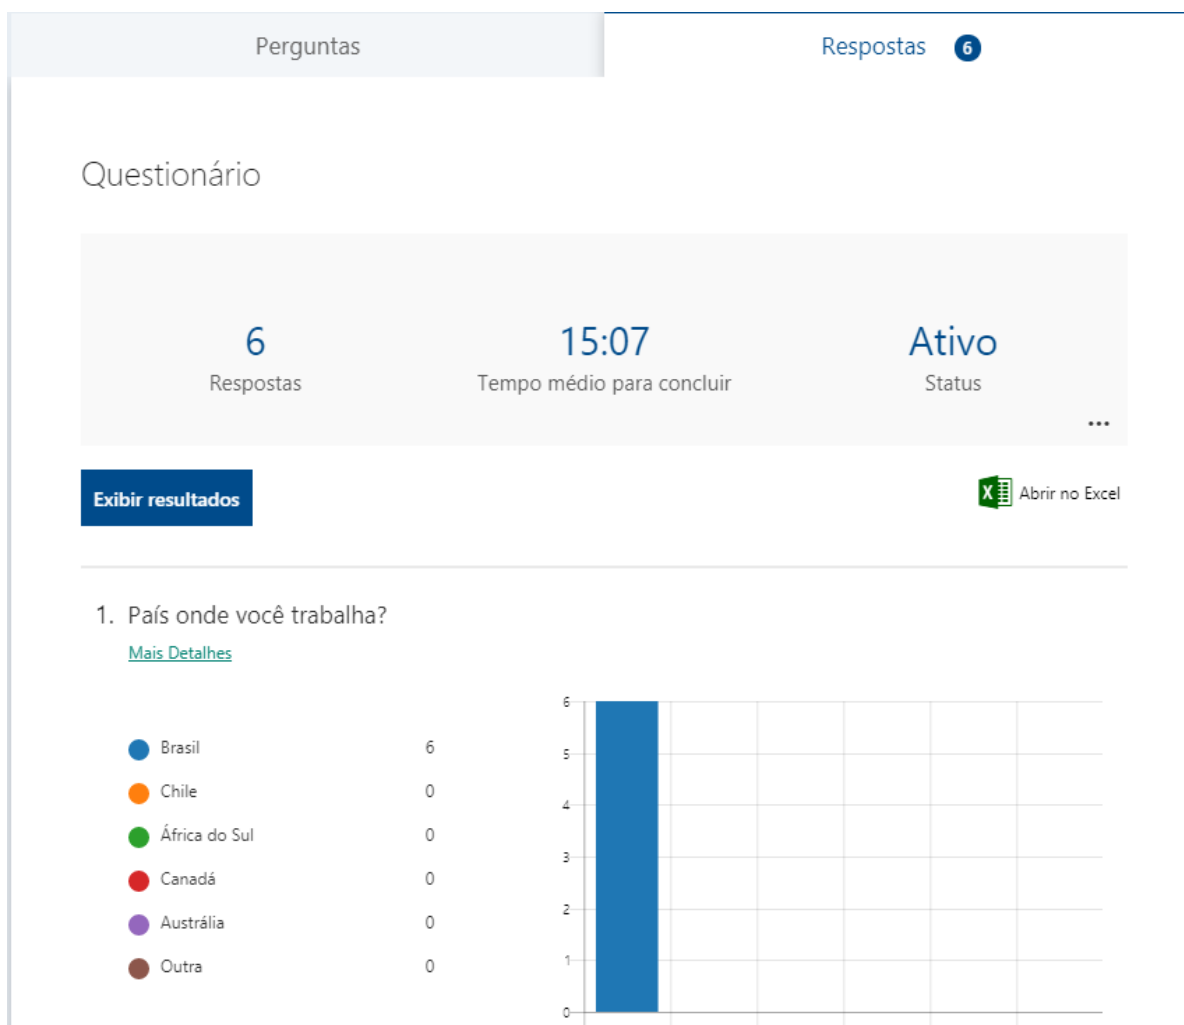 Perguntas
Respostas 6
Questionário
6
Respostas
15:07
Tempo médio para concluir
Ativo
Status
...
Exibir resultados
X Abrir no Excel
1. País onde você trabalha?
Mais Detalhes
Brasil 6
Chile 0
África do Sul 0
Canadá 0
Austrália 0
Outra 0
6
5
4
3
2
1
0